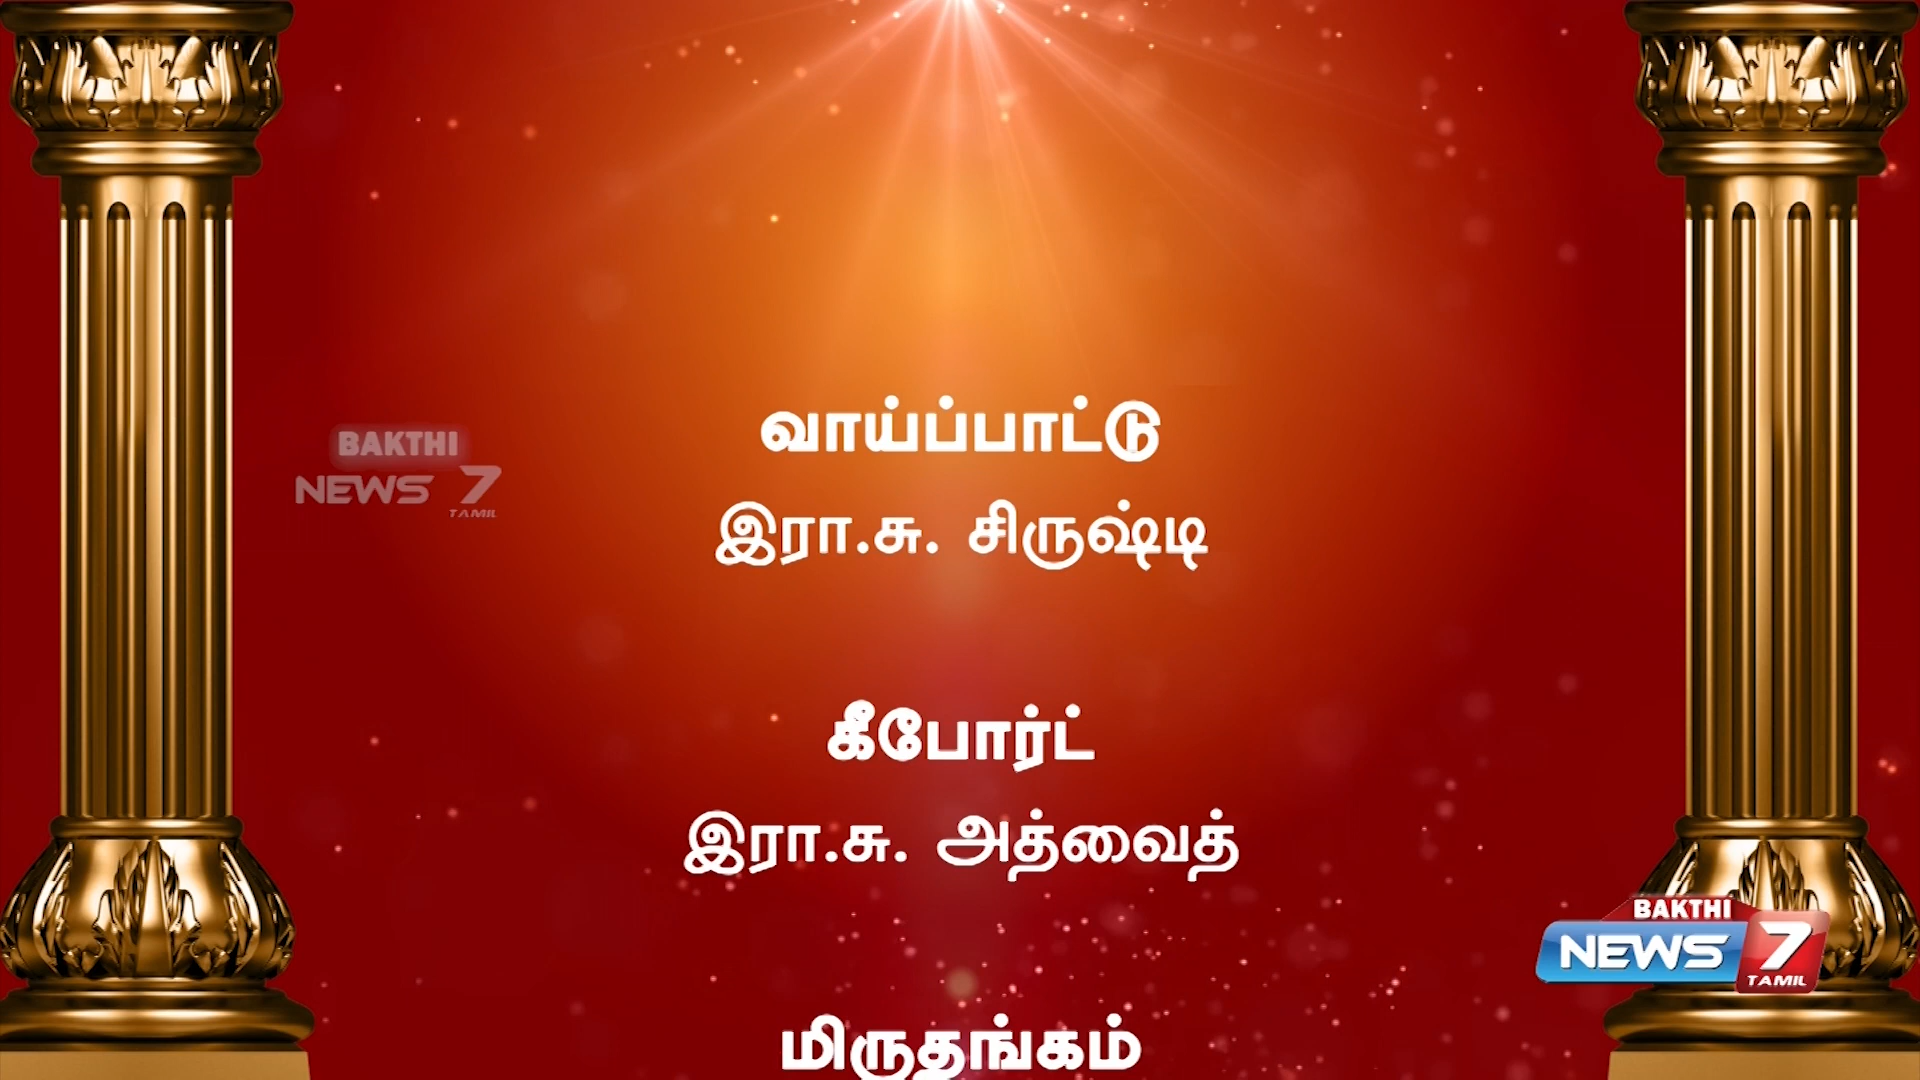 வாய்ப்பாட்டு
இரா.சு. சிருஷ்டி
BAKTHI
NEWS 7
TAMIL
கீபோர்ட்
இரா.சு. அத்வைத்
BAKTHI
NEWS 7
TAMIL
மிருதங்கம்